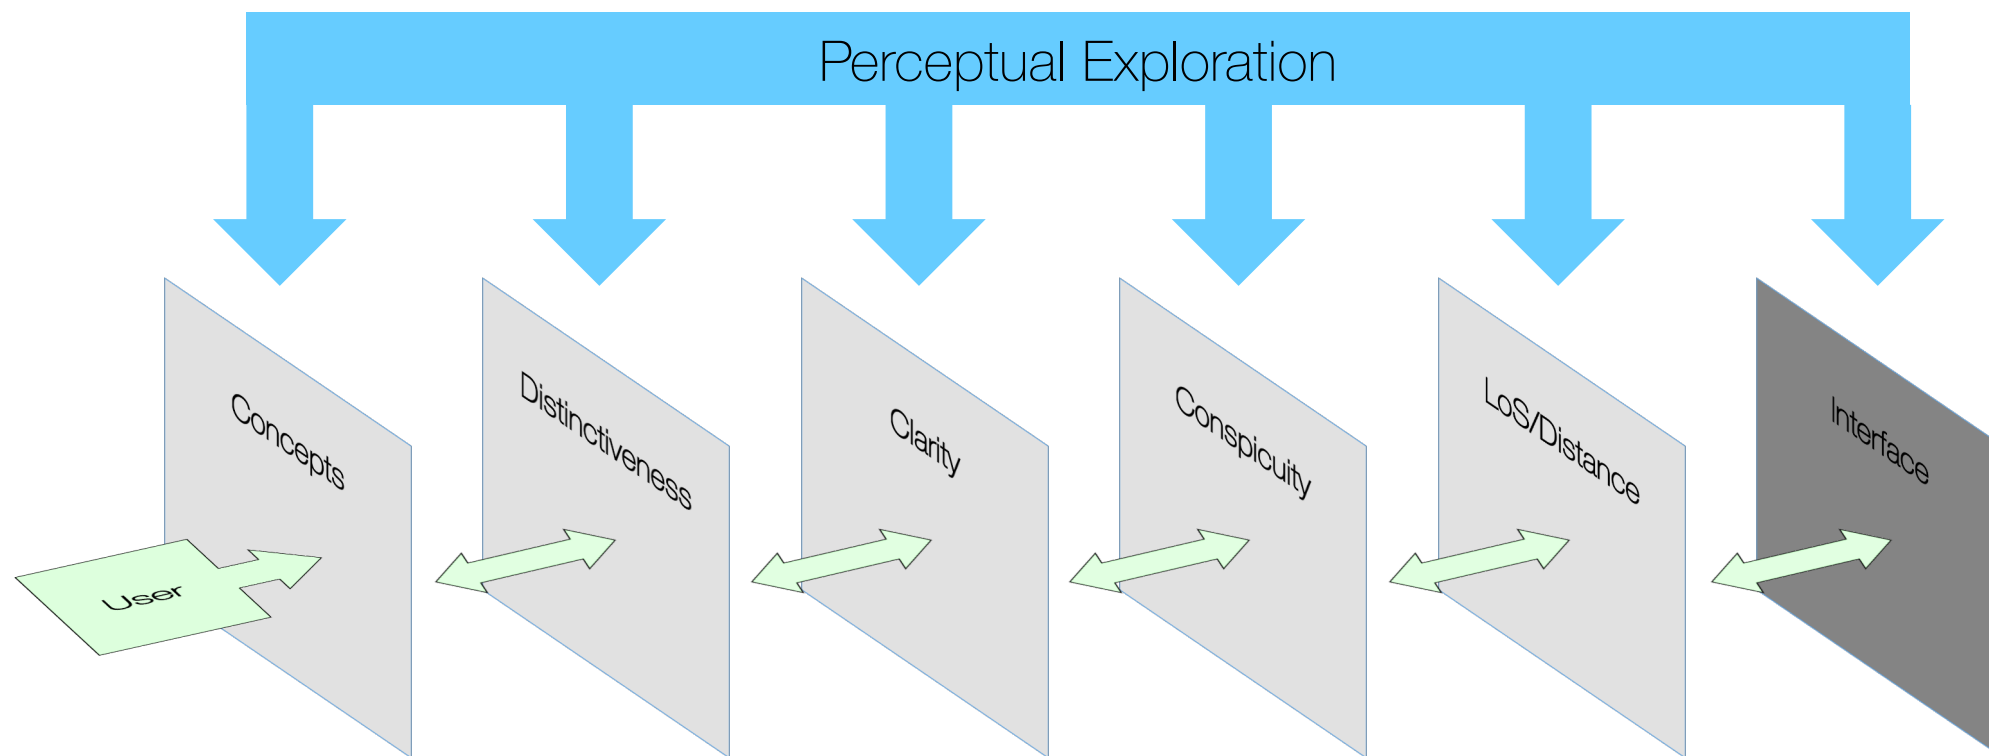 Perceptual Exploration
Concepts
Distinctiveness
Clarity
Conspicuity
LoS/Distance
Interface
User